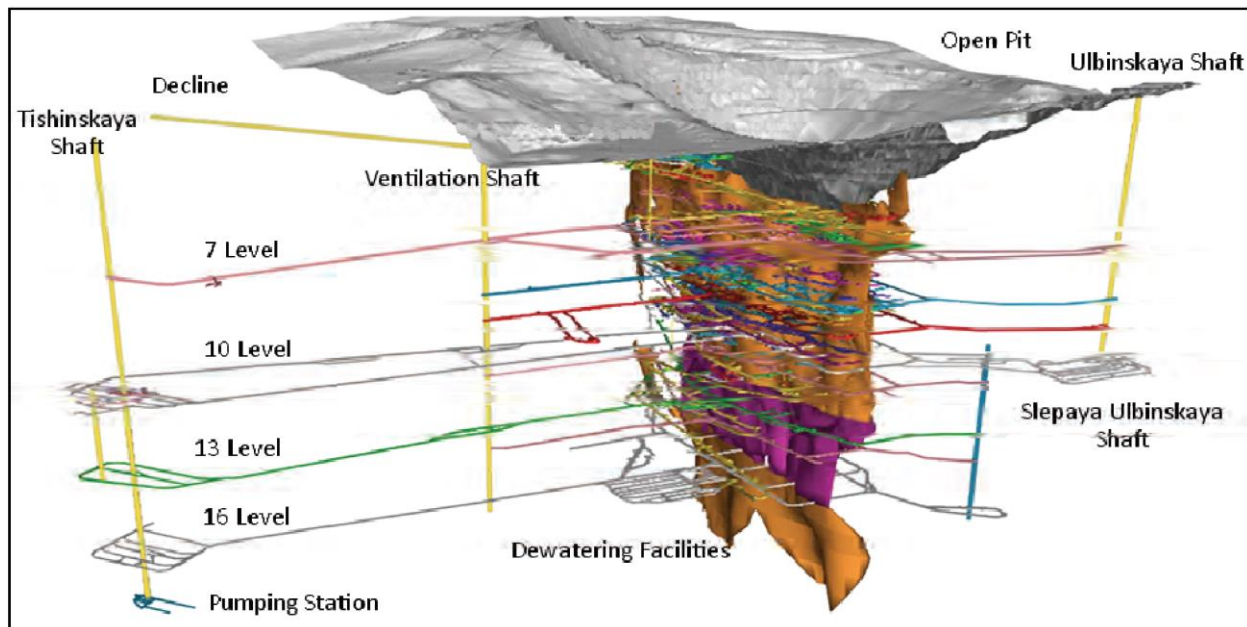 Open Pit
Ulbinskaya Shaft
Decline
Tishinskaya
Shaft
Ventilation Shaft
7 Level
10 Level
Slepaya Ulbinskaya
Shaft
13 Level
16 Level
Dewatering Facilities
Pumping Station